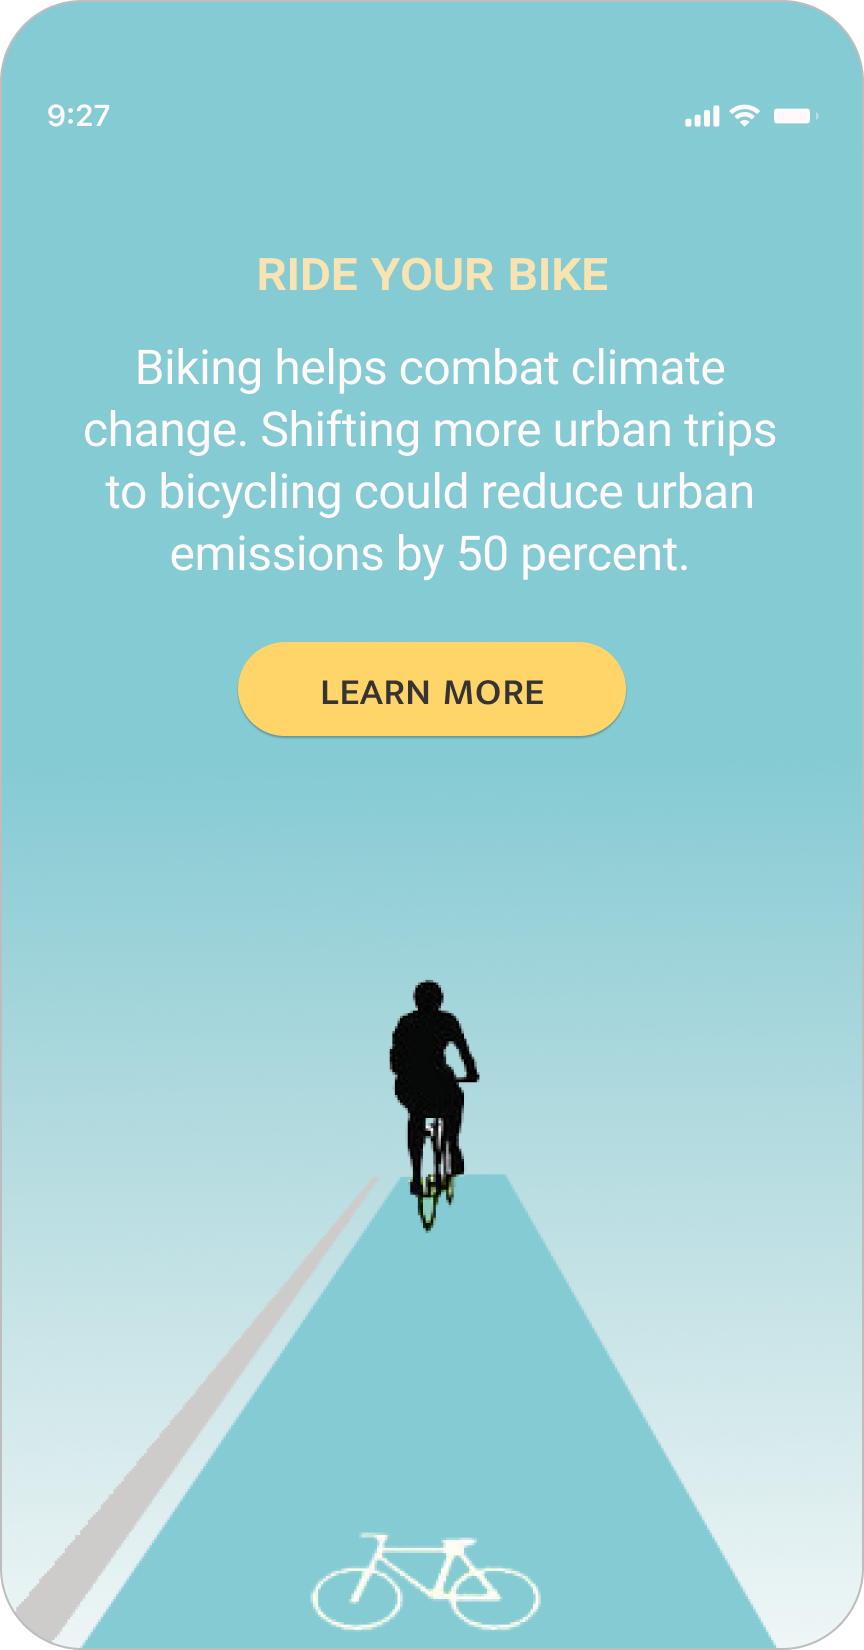 9:27
RIDE YOUR BIKE
Biking helps combat climate
change. Shifting more urban trips
to bicycling could reduce urban
emissions by 50 percent.
LEARN MORE